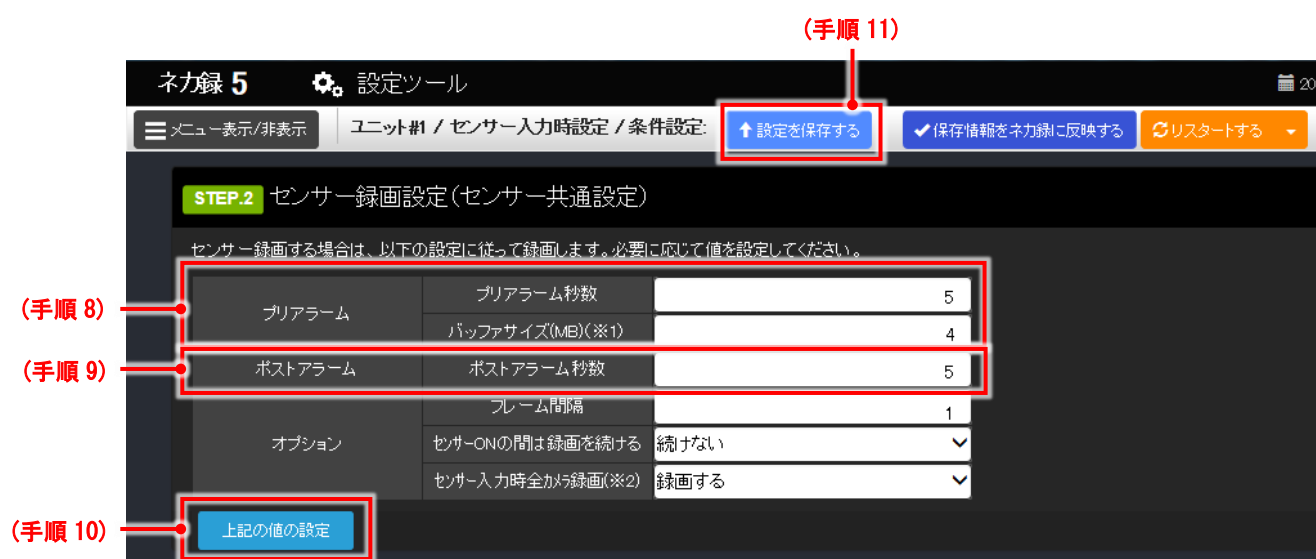 (手順 11)
ネカ録 5 設定ツール 20
メニュー表示/非表示 ユニット#1 / センサー入力時設定 / 条件設定: 設定を保存する 保存情報をネカ録に反映する リスタートする
STEP.2 センサー録画設定(センサー共通設定)
センサー録画する場合は、以下の設定に従って録画します。必要に応じて値を設定してください。
(手順 8)
プリアラーム
プリアラーム秒数 5
バッファサイズ(MB)(※1) 4
(手順 9)
ポストアラーム ポストアラーム秒数 5
オプション
フレーム間隔 1
センサーONの間は録画を続ける 続けない
センサー入力時全カメラ録画(※2) 録画する
(手順 10)
上記の値の設定